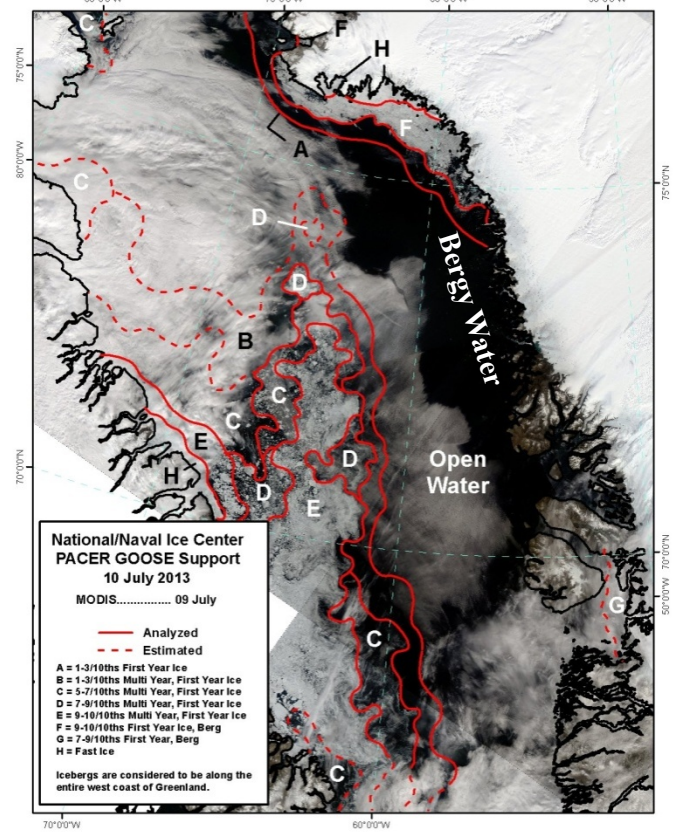 C
F
H
F
A
C
D
D
Bergy Water
B
C
C
E
D
Open
Water
H
D
E
G
C
C
75°0'0"N
80°0'0"W
70°0'0"N
75°0'0"N
70°0'0"N
50°0'0"W
70°0'0"W
60°0'0"W
National/Naval Ice Center
PACER GOOSE Support
10 July 2013
MODIS................ 09 July
Analyzed
Estimated
A = 1-3/10ths First Year Ice
B = 1-3/10ths Multi Year, First Year Ice
C = 5-7/10ths Multi Year, First Year Ice
D = 7-9/10ths Multi Year, First Year Ice
E = 9-10/10ths Multi Year, First Year Ice
F = 9-10/10ths First Year Ice, Berg
G = 7-9/10ths First Year, Berg
H = Fast Ice
Icebergs are considered to be along the
entire west coast of Greenland.